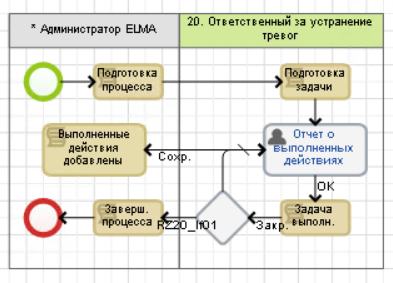 * Администратор ELMA
20. Ответственный за устранение
тревог
Подготовка
процесса
Подготовка
задачи
Выполненные
действия
добавлены
Отчет о
выполненных
действиях
Сохр.
OK
Заверш.
процесса
RZ20_If01
Закр.
Задача
выполн.